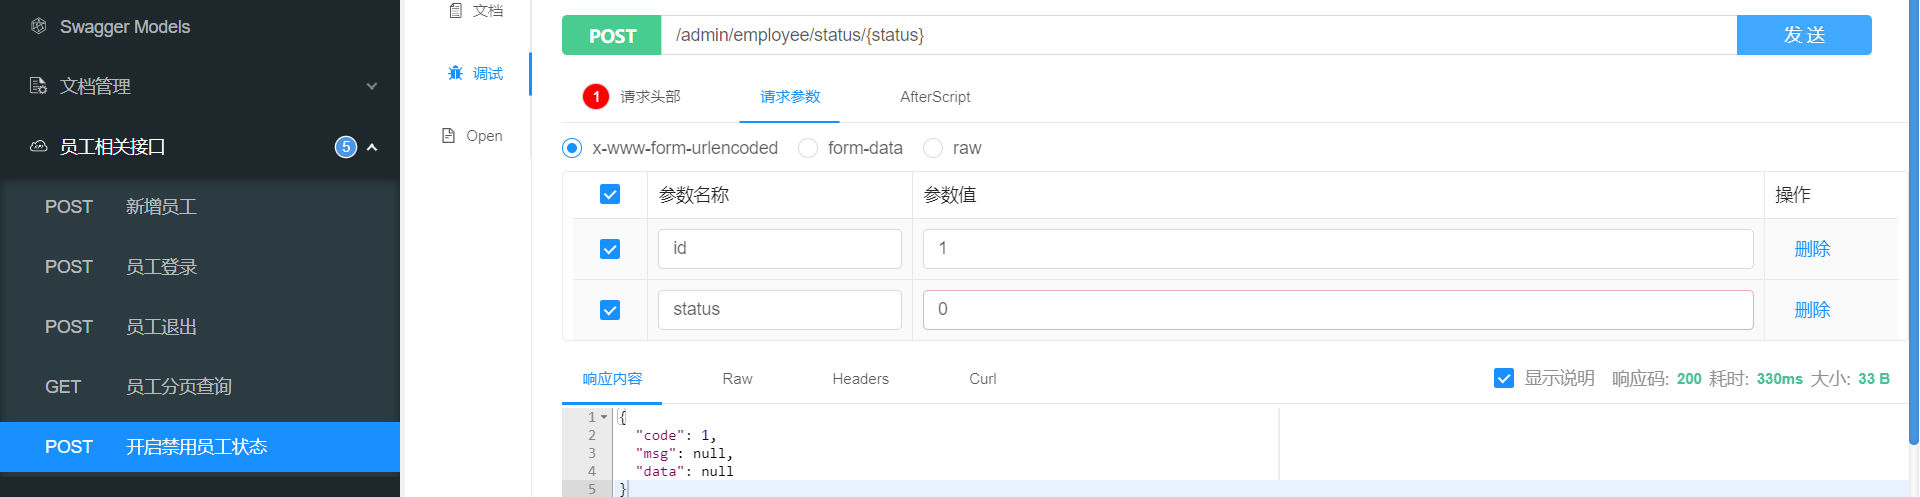 Swagger Models
文档管理
员工相关接口 5
POST 新增员工
POST 员工登录
POST 员工退出
GET 员工分页查询
POST 开启禁用员工状态
文档
调试
Open
POST /admin/employee/status/{status} 发 送
1 请求头部 请求参数 AfterScript
x-www-form-urlencoded form-data raw
参数名称 参数值 操作
id 1 删除
status 0 删除
响应内容 Raw Headers Curl 显示说明 响应码: 200 耗时: 330ms 大小: 33 B
1 {
2 "code": 1,
3 "msg": null,
4 "data": null
5 }